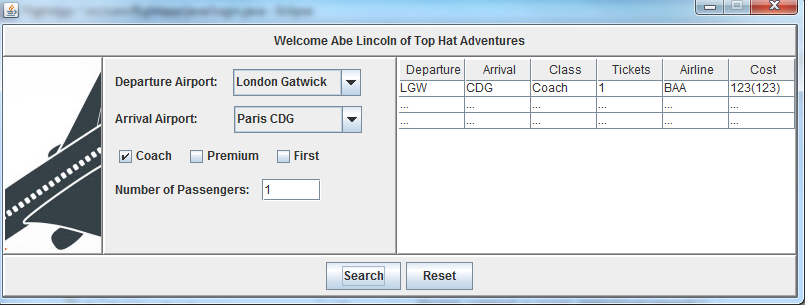 Welcome Abe Lincoln of Top Hat Adventures
Departure Airport: London Gatwick
Arrival Airport: Paris CDG
Coach Premium First
Number of Passengers: 1
Departure Arrival Class Tickets Airline Cost
LGW CDG Coach 1 BAA 123(123)
... ... ... ... ... ...
... ... ... ... ... ...
Search Reset